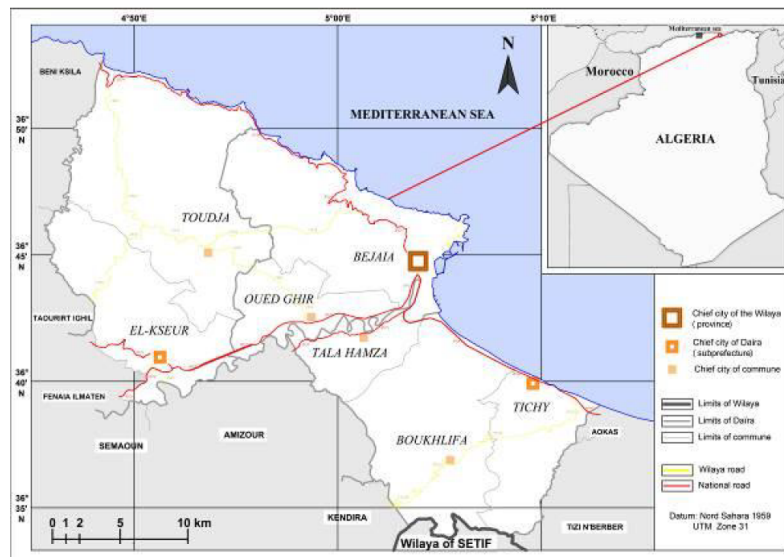 4°50'
5°00'
5°10'
N
BENI KSILA
MEDITERRANEAN SEA
Mediterranean sea
Morocco
Tunisia
ALGERIA
36°
50'
N
TOUDJA
36°
45'
N
BEJAIA
OUED GHIR
TAOURIRT IGHIL
EL-KSEUR
TALA HAMZA
36°
40'
N
FENAIA ILMATEN
TICHY
SEMAOUN
AMIZOUR
BOUKHLIFA
AOKAS
36°
35'
N
KENDIRA
TIZI N'BERBER
Wilaya of SETIF
0 1 2 5 10 km
Chief city of the Wilaya
( province)
Chief city of Daïra
( subprefecture)
Chief city of commune
Limits of Wilaya
Limits of Daïra
Limits of commune
Wilaya road
National road
Datum: Nord Sahara 1959
UTM Zone 31